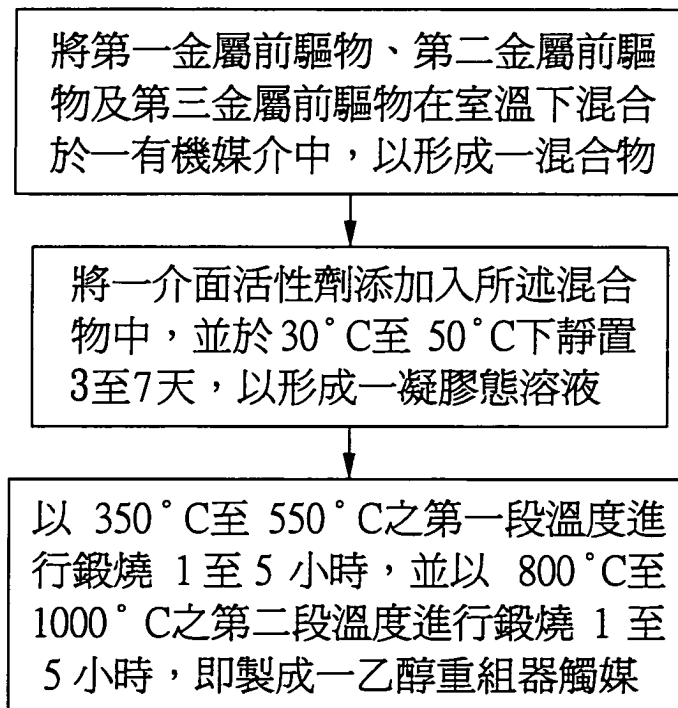 將第一金屬前驅物、第二金屬前驅
物及第三金屬前驅物在室溫下混合
於一有機媒介中，以形成一混合物
將一介面活性劑添加入所述混合
物中，並於30°C至 50°C下靜置
3至7天，以形成一凝膠態溶液
以 350°C至 550°C之第一段溫度進
行鍛燒 1 至 5 小時，並以 800°C至
1000° C之第二段溫度進行鍛燒 1 至
5 小時，即製成一乙醇重組器觸媒